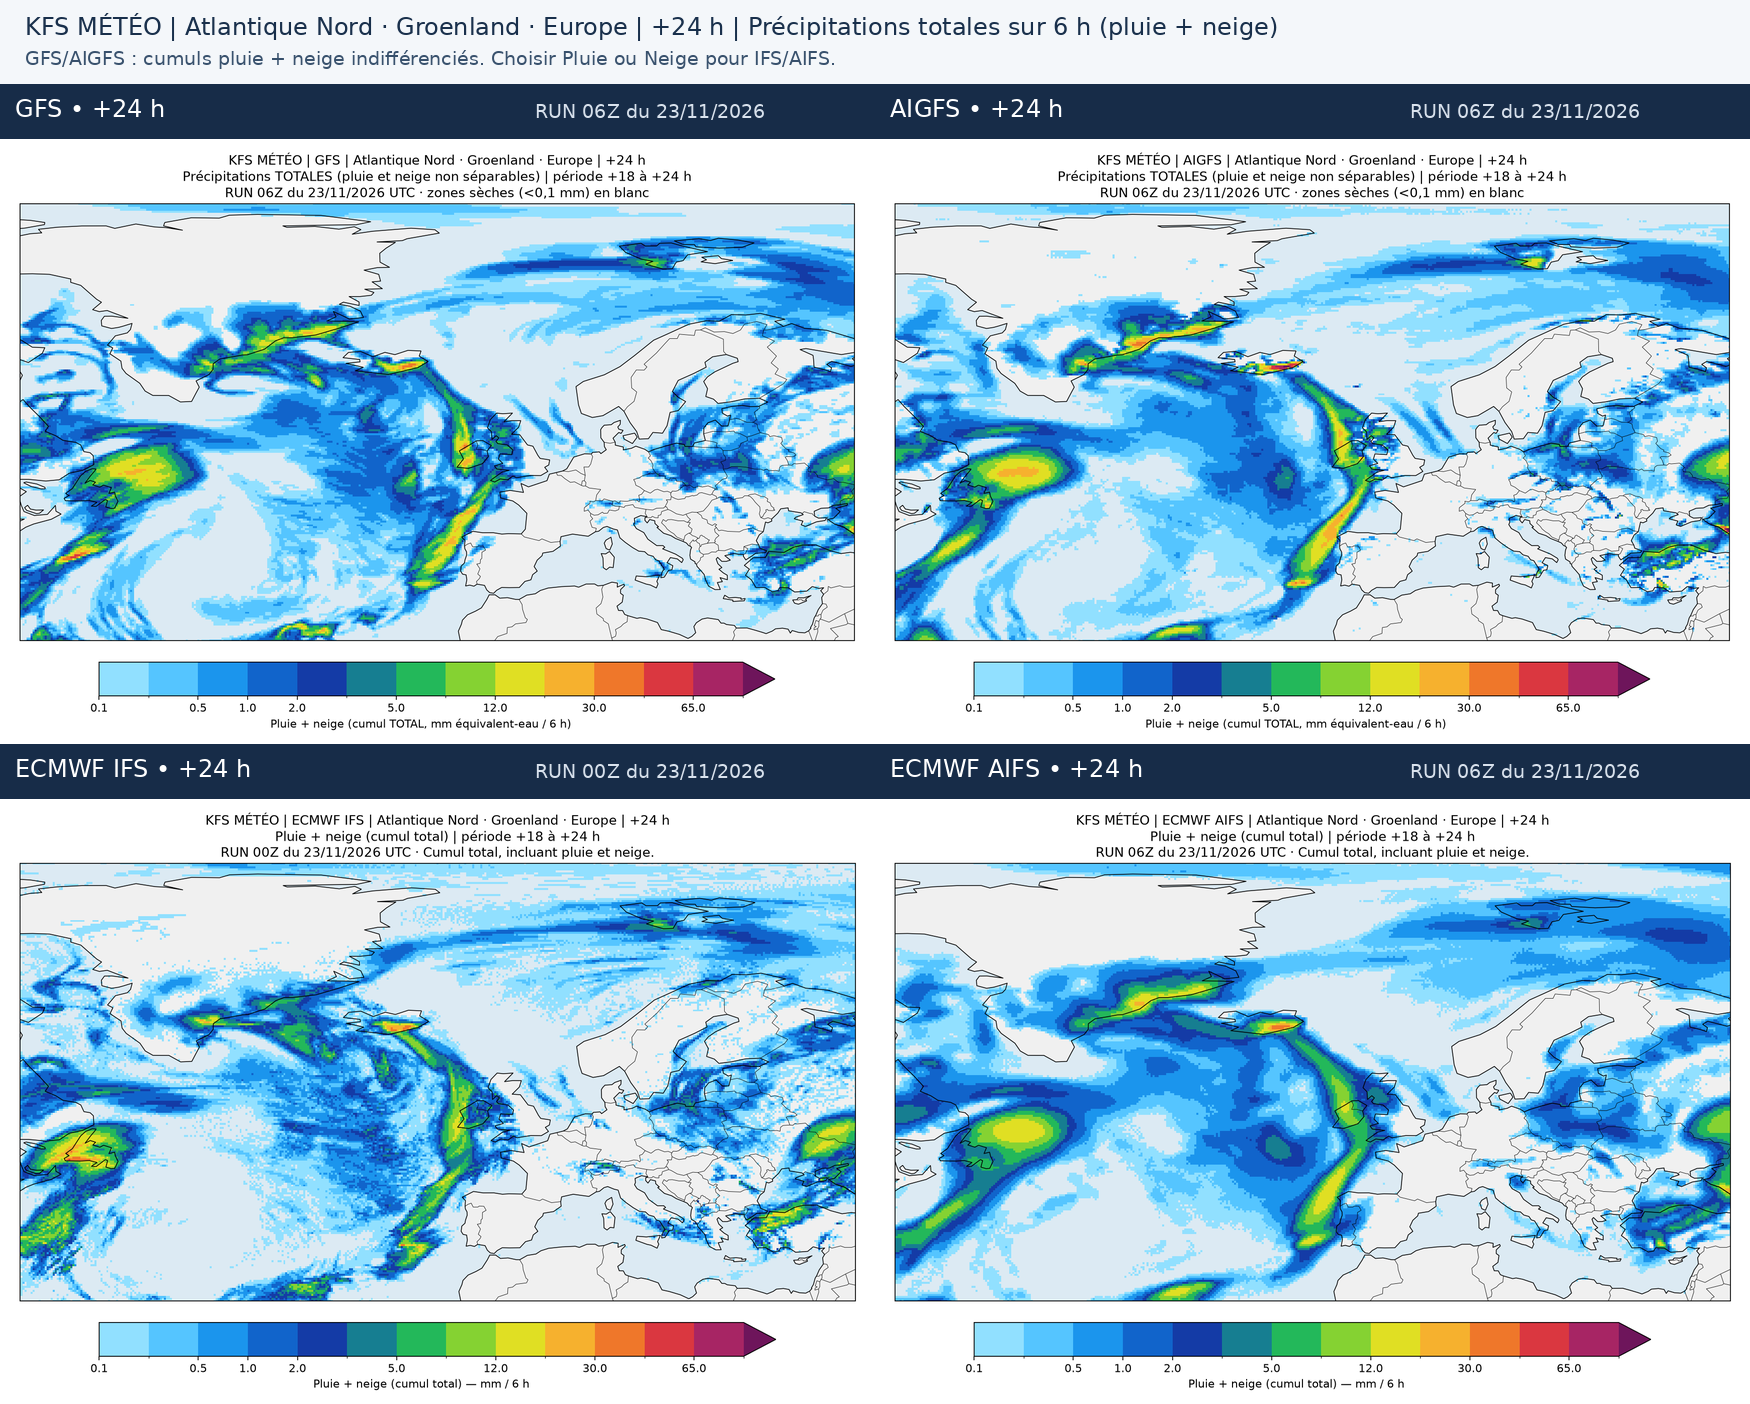 KFS MÉTÉO | Atlantique Nord · Groenland · Europe | +24 h | Précipitations totales sur 6 h (pluie + neige)
GFS/AIGFS : cumuls pluie + neige indifférenciés. Choisir Pluie ou Neige pour IFS/AIFS.
GFS • +24 h
RUN 06Z du 23/11/2026
AIGFS • +24 h
RUN 06Z du 23/11/2026
KFS MÉTÉO | GFS | Atlantique Nord · Groenland · Europe | +24 h
Précipitations TOTALES (pluie et neige non séparables) | période +18 à +24 h
RUN 06Z du 23/11/2026 UTC · zones sèches (<0,1 mm) en blanc
KFS MÉTÉO | AIGFS | Atlantique Nord · Groenland · Europe | +24 h
Précipitations TOTALES (pluie et neige non séparables) | période +18 à +24 h
RUN 06Z du 23/11/2026 UTC · zones sèches (<0,1 mm) en blanc
0.1 0.5 1.0 2.0 5.0 12.0 30.0 65.0
Pluie + neige (cumul TOTAL, mm équivalent-eau / 6 h)
0.1 0.5 1.0 2.0 5.0 12.0 30.0 65.0
Pluie + neige (cumul TOTAL, mm équivalent-eau / 6 h)
ECMWF IFS • +24 h
RUN 00Z du 23/11/2026
ECMWF AIFS • +24 h
RUN 06Z du 23/11/2026
KFS MÉTÉO | ECMWF IFS | Atlantique Nord · Groenland · Europe | +24 h
Pluie + neige (cumul total) | période +18 à +24 h
RUN 00Z du 23/11/2026 UTC · Cumul total, incluant pluie et neige.
KFS MÉTÉO | ECMWF AIFS | Atlantique Nord · Groenland · Europe | +24 h
Pluie + neige (cumul total) | période +18 à +24 h
RUN 06Z du 23/11/2026 UTC · Cumul total, incluant pluie et neige.
0.1 0.5 1.0 2.0 5.0 12.0 30.0 65.0
Pluie + neige (cumul total) — mm / 6 h
0.1 0.5 1.0 2.0 5.0 12.0 30.0 65.0
Pluie + neige (cumul total) — mm / 6 h